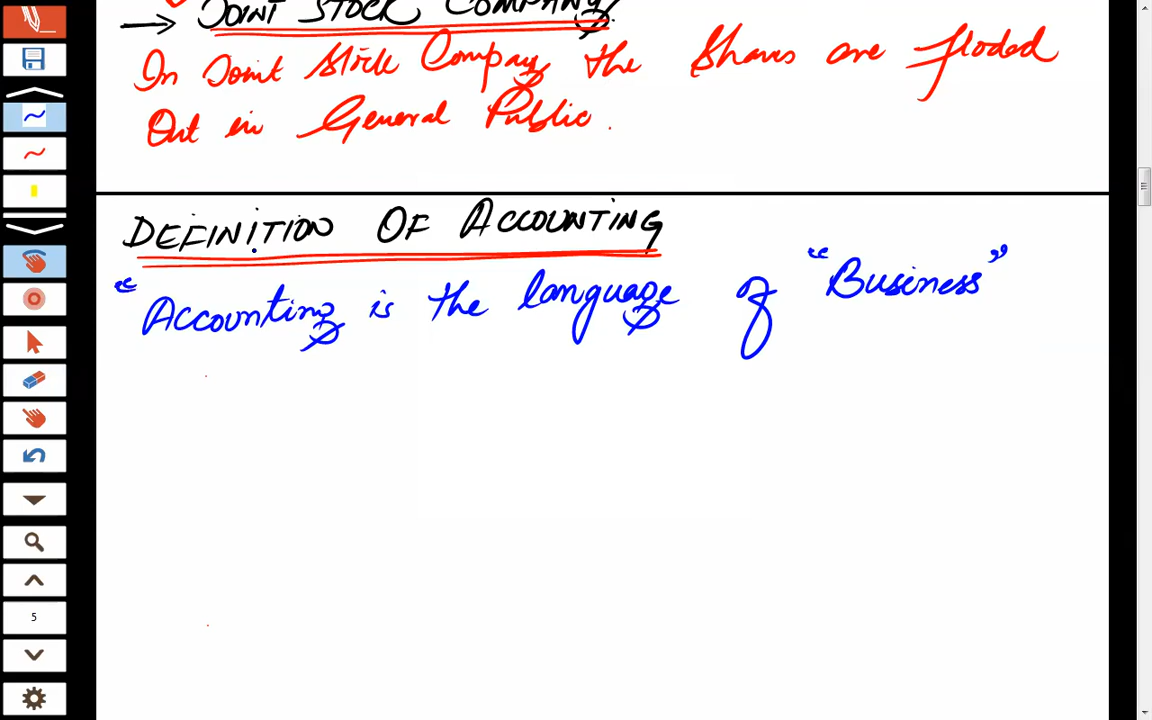 → JOINT STOCK COMPANY
In Joint Stock Company the Shares are floded
Out in General Public.
DEFINITION OF ACCOUNTING
“Accounting is the language of “Business”
5